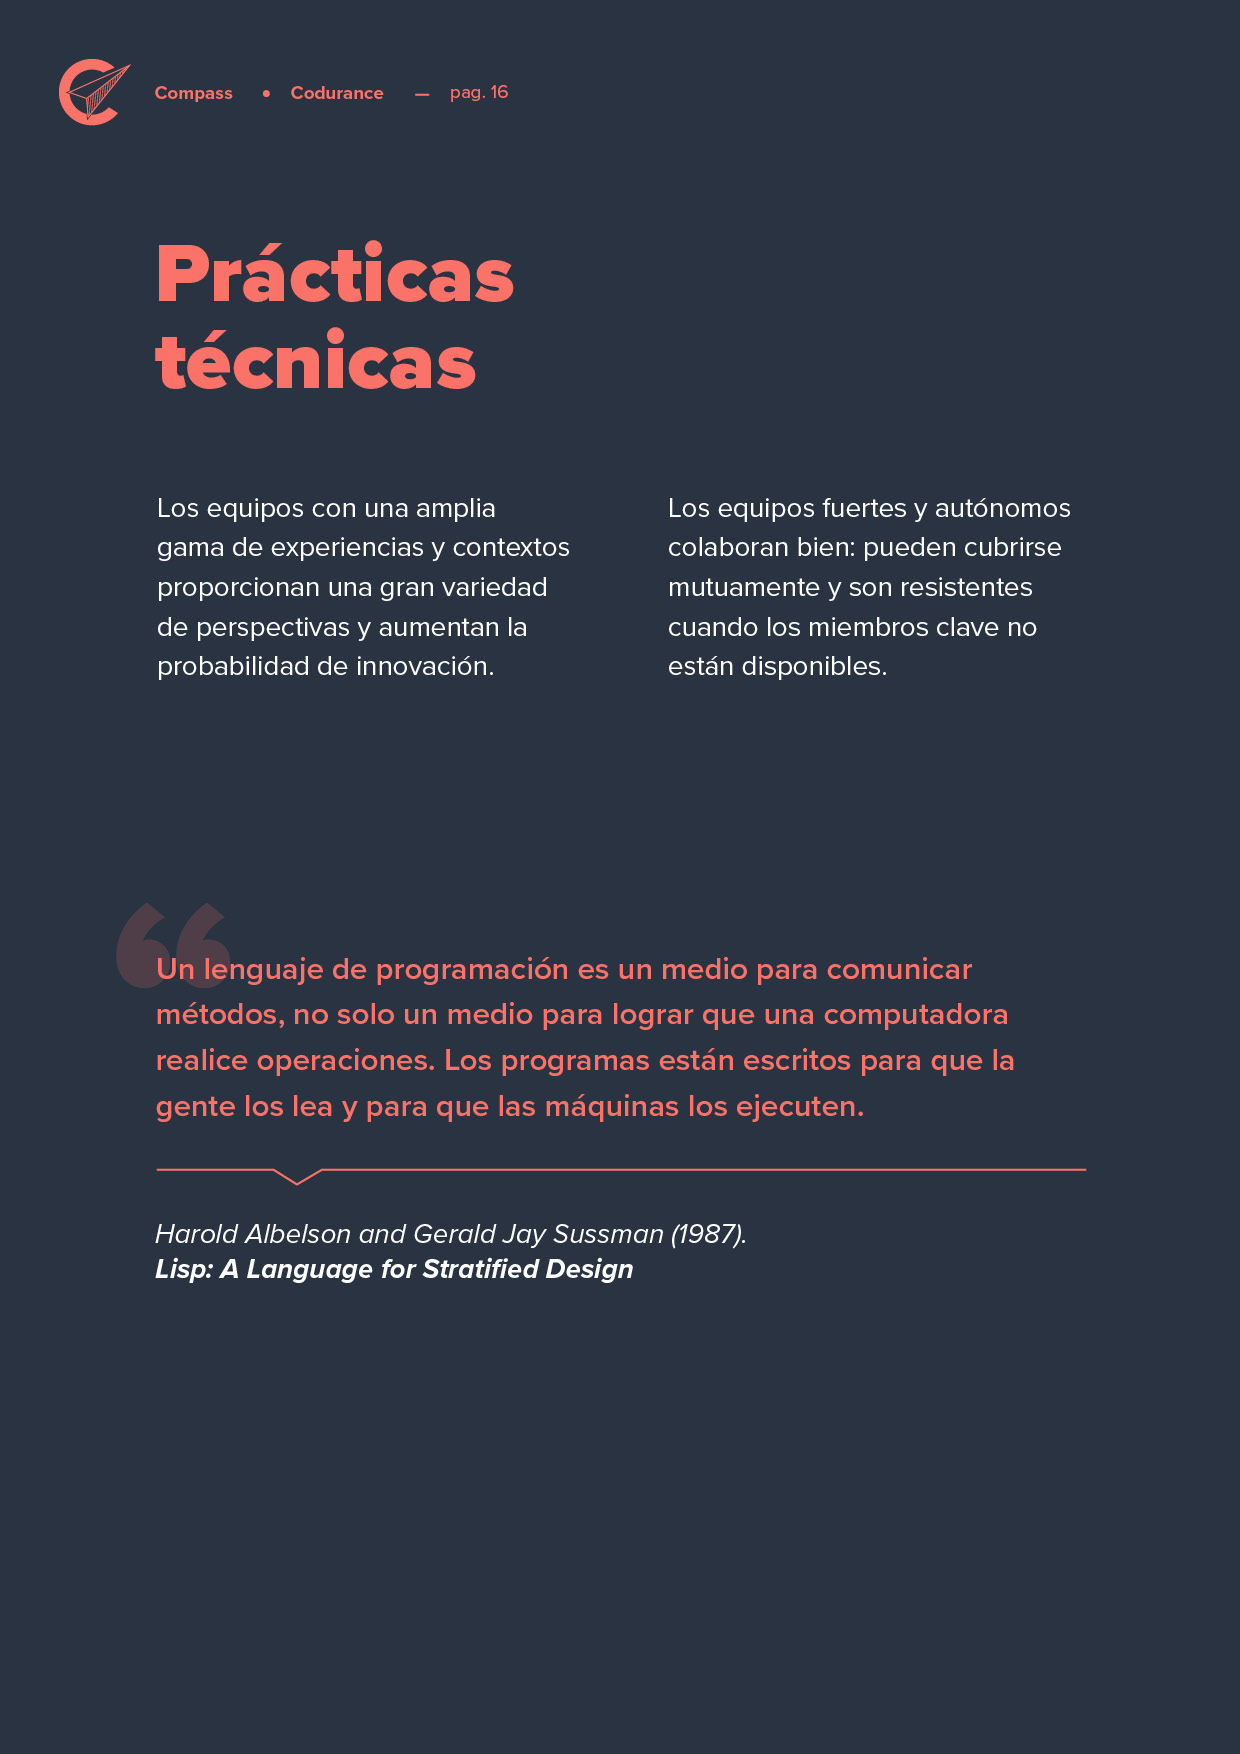 Compass • Codurance — pag. 16
Prácticas
técnicas
Los equipos con una amplia
gama de experiencias y contextos
proporcionan una gran variedad
de perspectivas y aumentan la
probabilidad de innovación.
Los equipos fuertes y autónomos
colaboran bien: pueden cubrirse
mutuamente y son resistentes
cuando los miembros clave no
están disponibles.
“
Un lenguaje de programación es un medio para comunicar
métodos, no solo un medio para lograr que una computadora
realice operaciones. Los programas están escritos para que la
gente los lea y para que las máquinas los ejecuten.
Harold Albelson and Gerald Jay Sussman (1987).
Lisp: A Language for Stratified Design